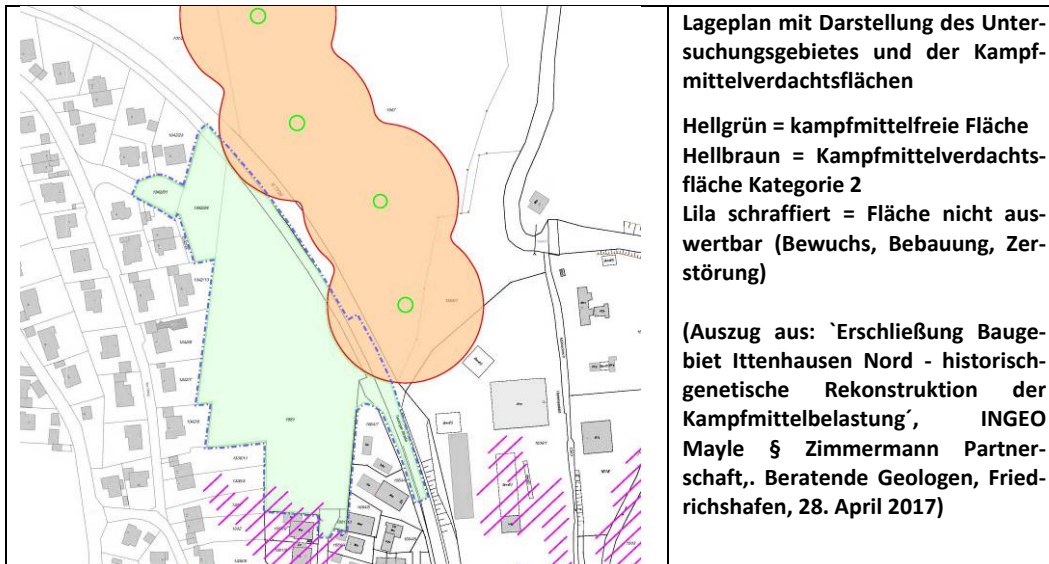 Lageplan mit Darstellung des Unter-
suchungsgebietes und der Kampf-
mittelverdachtsflächen
Hellgrün = kampfmittelfreie Fläche
Hellbraun = Kampfmittelverdachts-
fläche Kategorie 2
Lila schraffiert = Fläche nicht aus-
wertbar (Bewuchs, Bebauung, Zer-
störung)
(Auszug aus: `Erschließung Bauge-
biet Ittenhausen Nord - historisch-
genetische Rekonstruktion der
Kampfmittelbelastung´, INGEO
Mayle § Zimmermann Partner-
schaft,. Beratende Geologen, Fried-
richshafen, 28. April 2017)